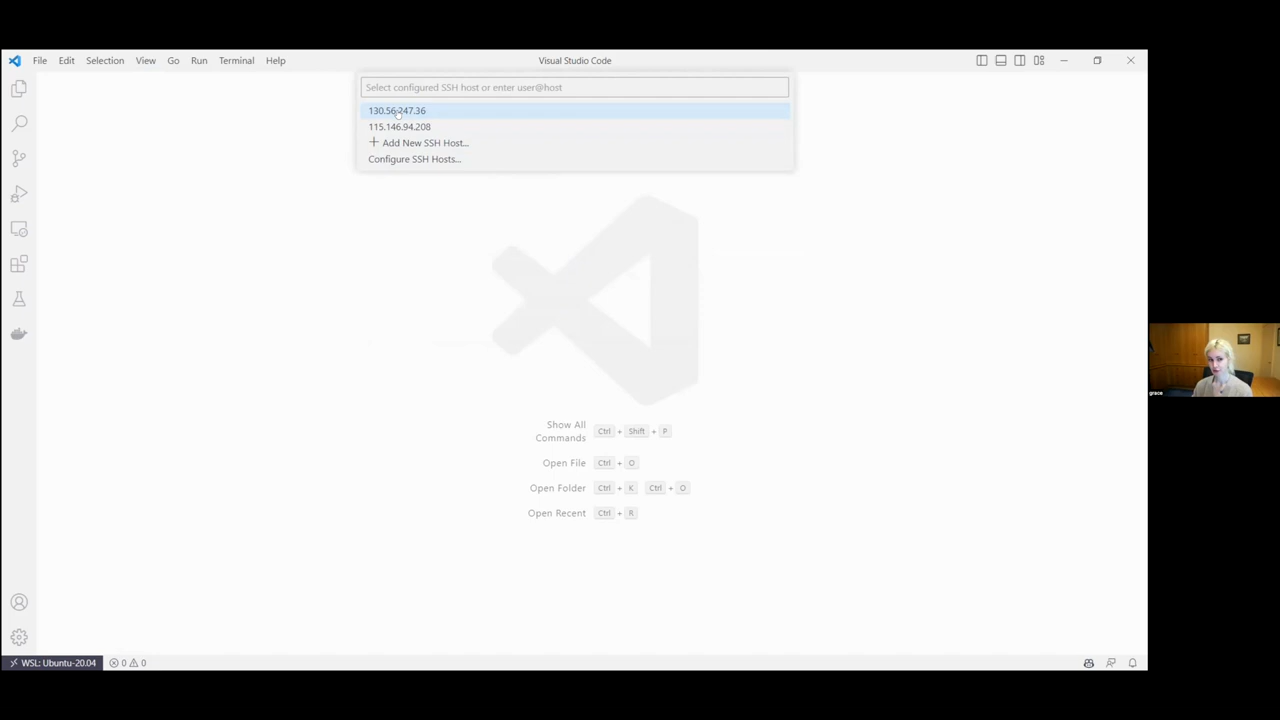 File Edit Selection View Go Run Terminal Help
Visual Studio Code
Select configured SSH host or enter user@host
130.56.247.36
115.146.94.208
Add New SSH Host...
Configure SSH Hosts...
Show All Commands Ctrl + Shift + P
Open File Ctrl + O
Open Folder Ctrl + K Ctrl + O
Open Recent Ctrl + R
grace
WSL: Ubuntu-20.04 0 0